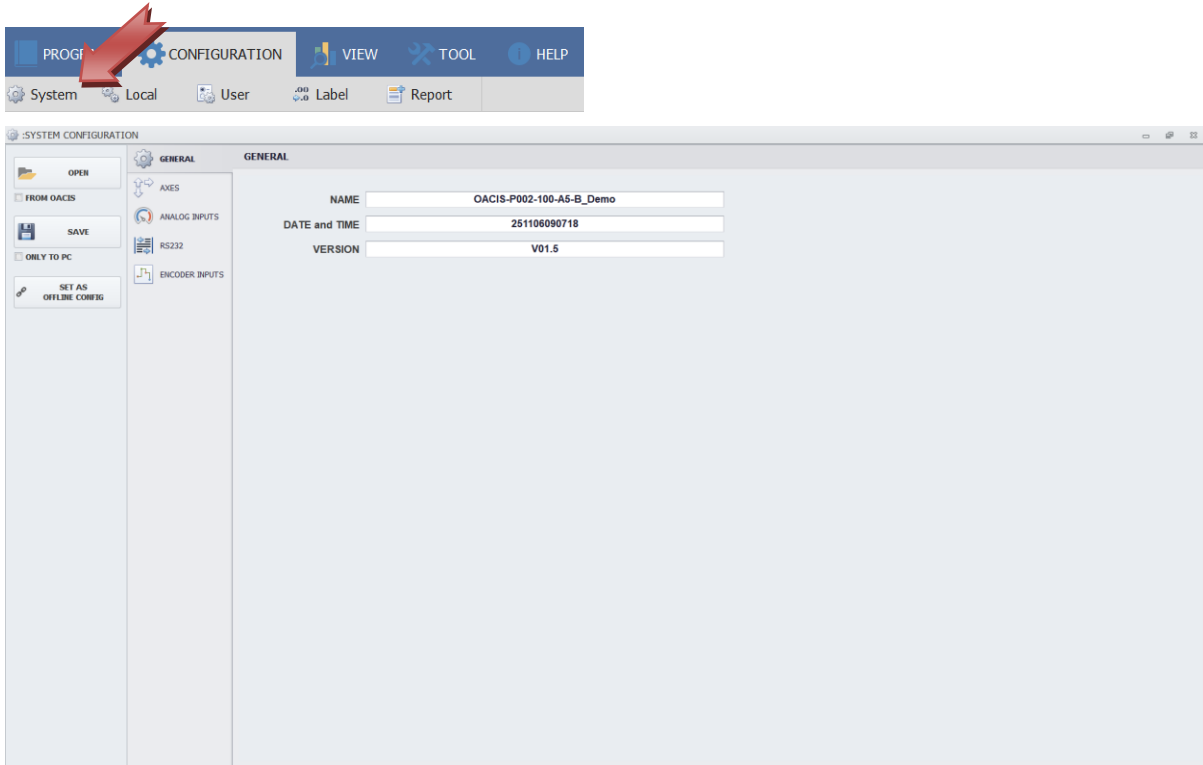 CONFIGURATION VIEW TOOL HELP
System Local User Label Report
:SYSTEM CONFIGURATION
OPEN
FROM OACIS
SAVE
ONLY TO PC
SET AS
OFFLINE CONFIG
GENERAL
AXES
ANALOG INPUTS
RS232
ENCODER INPUTS
GENERAL
NAME OACIS-P002-100-A5-B_Demo
DATE and TIME 251106090718
VERSION V01.5